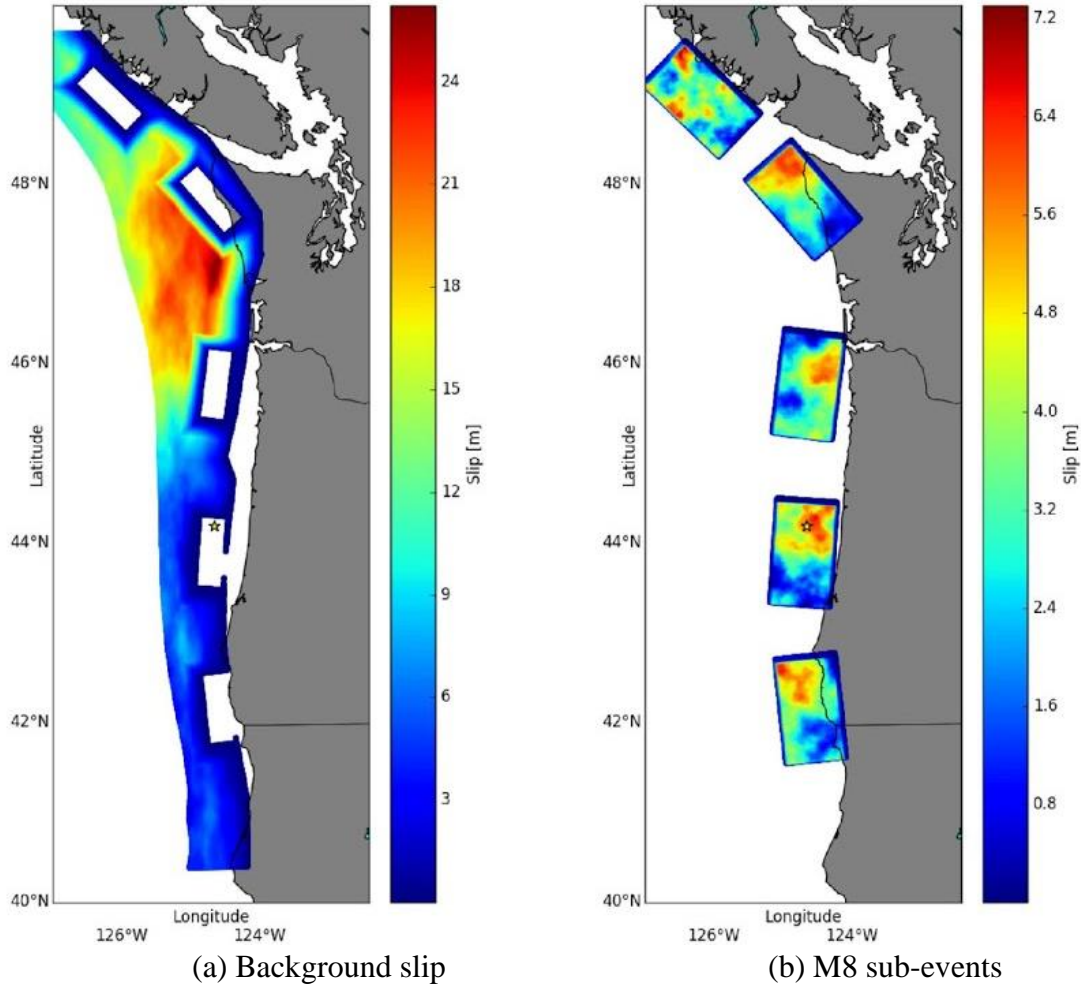 24
21
18
15
12
9
6
3
Slip [m]
48°N
46°N
44°N
42°N
40°N
Latitude
Longitude
126°W 124°W
(a) Background slip
7.2
6.4
5.6
4.8
4.0
3.2
2.4
1.6
0.8
Slip [m]
48°N
46°N
44°N
42°N
40°N
Latitude
Longitude
126°W 124°W
(b) M8 sub-events